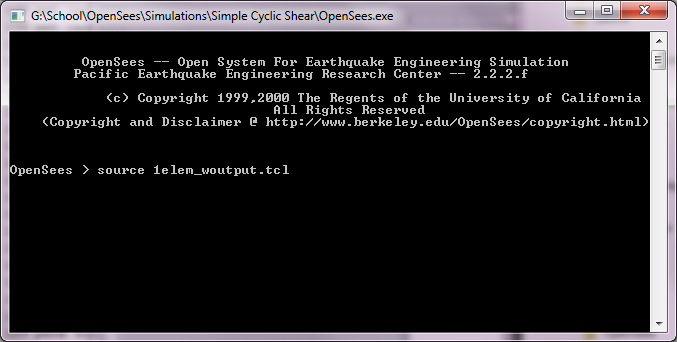 G:\School\OpenSees\Simulations\Simple Cyclic Shear\OpenSees.exe
OpenSees -- Open System For Earthquake Engineering Simulation
Pacific Earthquake Engineering Research Center -- 2.2.2.f
(c) Copyright 1999,2000 The Regents of the University of California
All Rights Reserved
(Copyright and Disclaimer @ http://www.berkeley.edu/OpenSees/copyright.html)
OpenSees > source 1elem_woutput.tcl